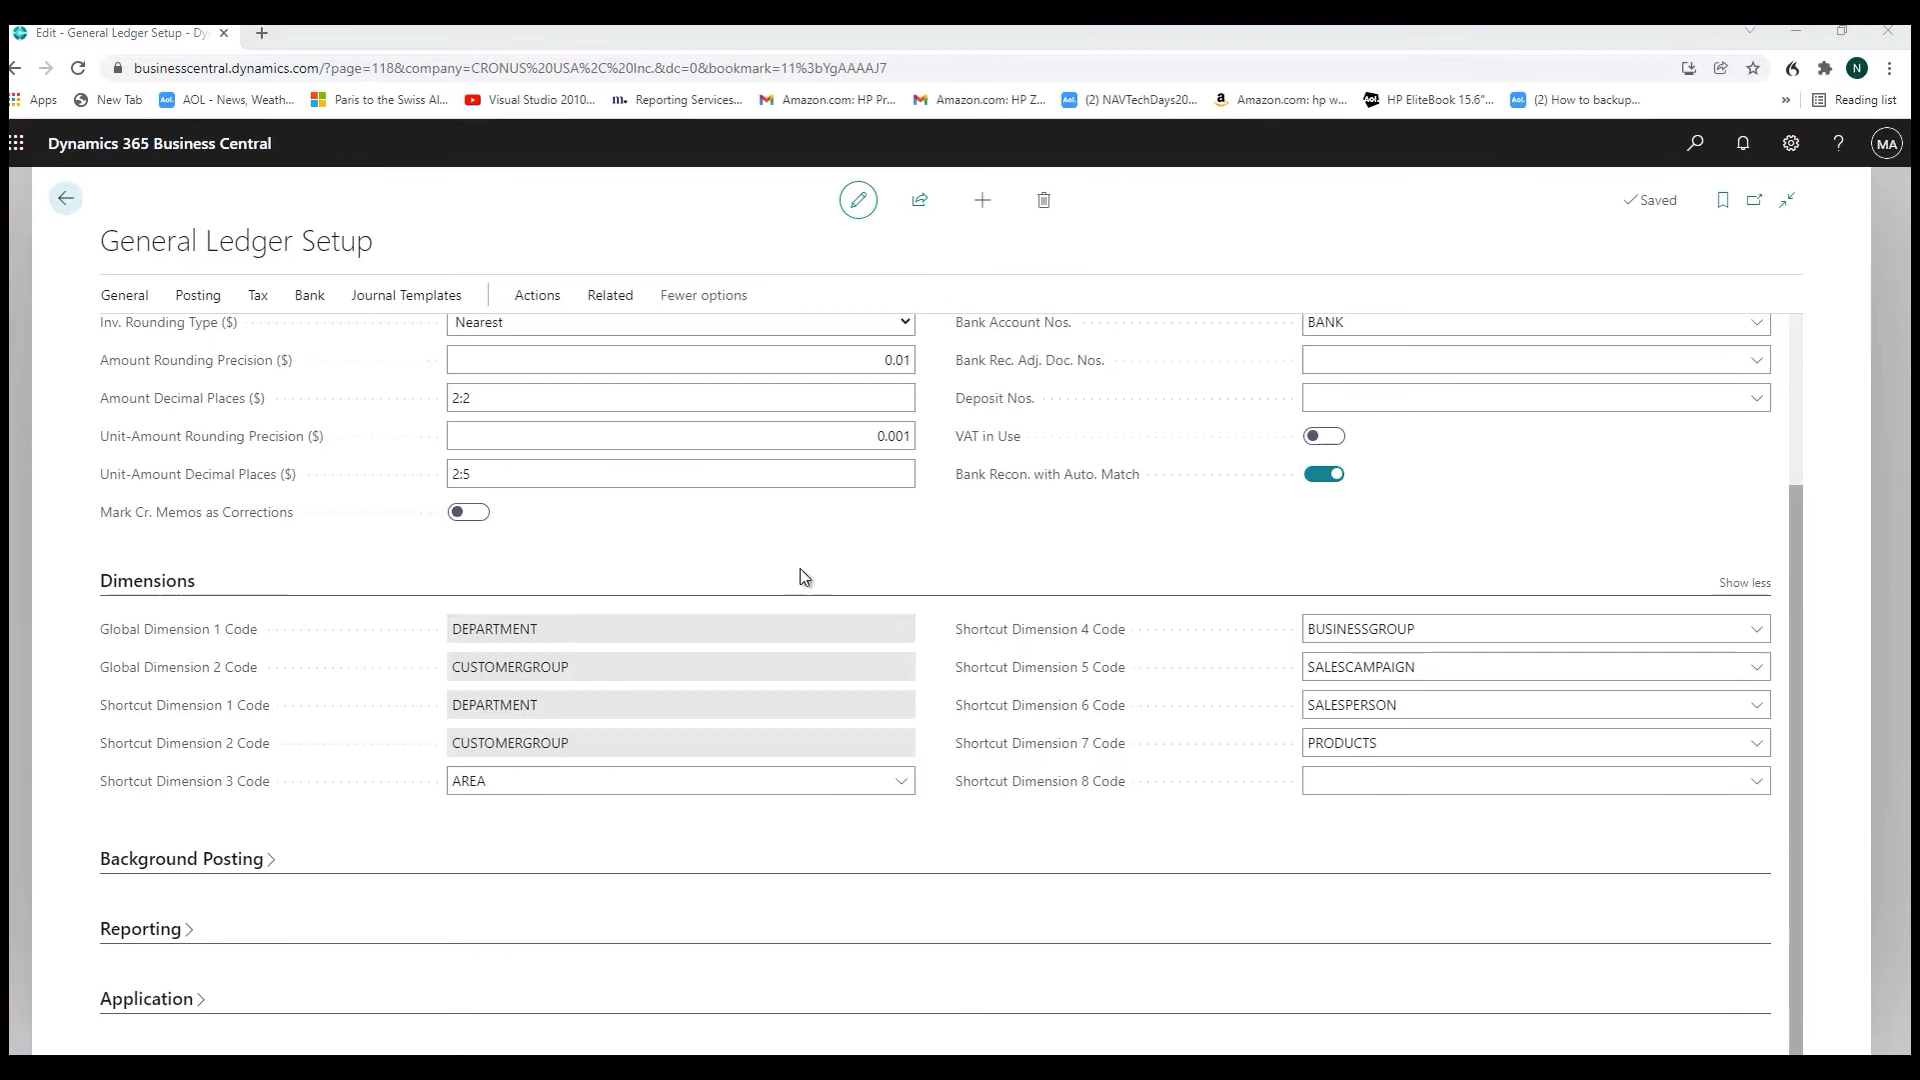 Edit - General Ledger Setup - Dy
businesscentral.dynamics.com/?page=118&company=CRONUS%20USA%2C%20Inc.&dc=0&bookmark=11%3bYgAAAAJ7
N
Apps New Tab AOL - News, Weath... Paris to the Swiss Al... Visual Studio 2010... Reporting Services... Amazon.com: HP Pr... Amazon.com: HP Z... (2) NAVTechDays20... Amazon.com: hp w... HP EliteBook 15.6"... (2) How to backup... » Reading list
Dynamics 365 Business Central
? MA
Saved
General Ledger Setup
General Posting Tax Bank Journal Templates Actions Related Fewer options
Inv. Rounding Type ($) Nearest Bank Account Nos. BANK
Amount Rounding Precision ($) 0.01 Bank Rec. Adj. Doc. Nos.
Amount Decimal Places ($) 2:2 Deposit Nos.
Unit-Amount Rounding Precision ($) 0.001 VAT in Use
Unit-Amount Decimal Places ($) 2:5 Bank Recon. with Auto. Match
Mark Cr. Memos as Corrections
Dimensions Show less
Global Dimension 1 Code DEPARTMENT Shortcut Dimension 4 Code BUSINESSGROUP
Global Dimension 2 Code CUSTOMERGROUP Shortcut Dimension 5 Code SALESCAMPAIGN
Shortcut Dimension 1 Code DEPARTMENT Shortcut Dimension 6 Code SALESPERSON
Shortcut Dimension 2 Code CUSTOMERGROUP Shortcut Dimension 7 Code PRODUCTS
Shortcut Dimension 3 Code AREA Shortcut Dimension 8 Code
Background Posting
Reporting
Application